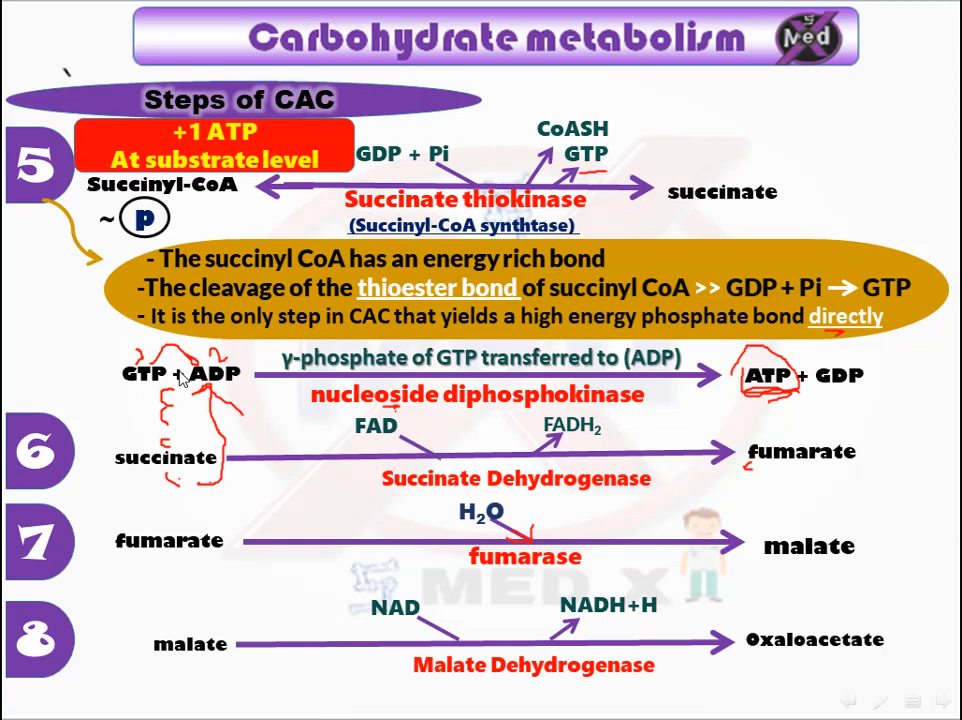 Carbohydrate metabolism
Med
Steps of CAC
5
+1 ATP
At substrate level
GDP + Pi
CoASH
GTP
Succinyl-CoA
succinate
Succinate thiokinase
~ p
(Succinyl-CoA synthtase)
- The succinyl CoA has an energy rich bond
-The cleavage of the thioester bond of succinyl CoA >> GDP + Pi → GTP
- It is the only step in CAC that yields a high energy phosphate bond directly
γ-phosphate of GTP transferred to (ADP)
GTP + ADP
ATP + GDP
nucleoside diphosphokinase
6
FAD
FADH2
succinate
fumarate
Succinate Dehydrogenase
7
H2O
fumarate
malate
fumarase
MED X
8
NAD
NADH+H
malate
Oxaloacetate
Malate Dehydrogenase